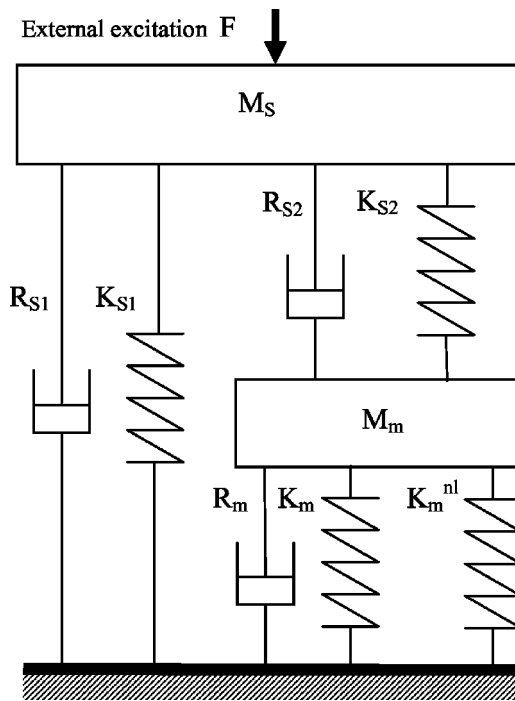 External excitation F
M_S
R_S2 K_S2
R_S1 K_S1
M_m
R_m K_m K_m^nl